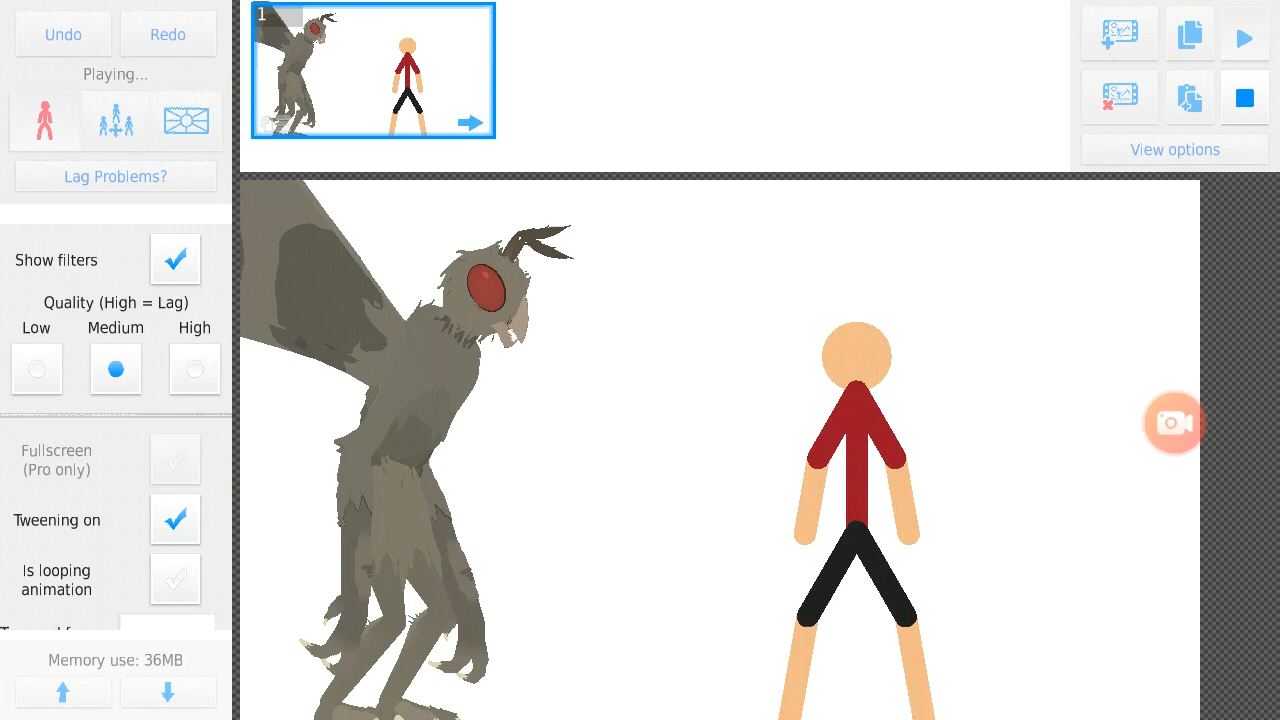 Undo
Redo
Playing...
Lag Problems?
Show filters
Quality (High = Lag)
Low
Medium
High
Fullscreen
(Pro only)
Tweening on
Is looping
animation
Memory use: 36MB
1
View options